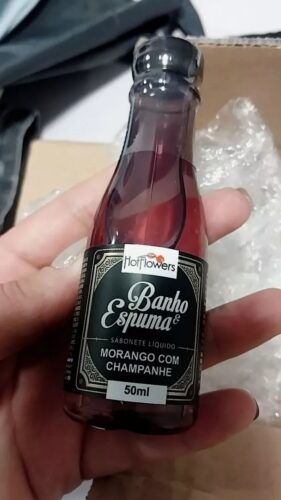 HotFlowers
Banho
& Espuma
SABONETE LÍQUIDO
MORANGO COM
CHAMPANHE
50ml